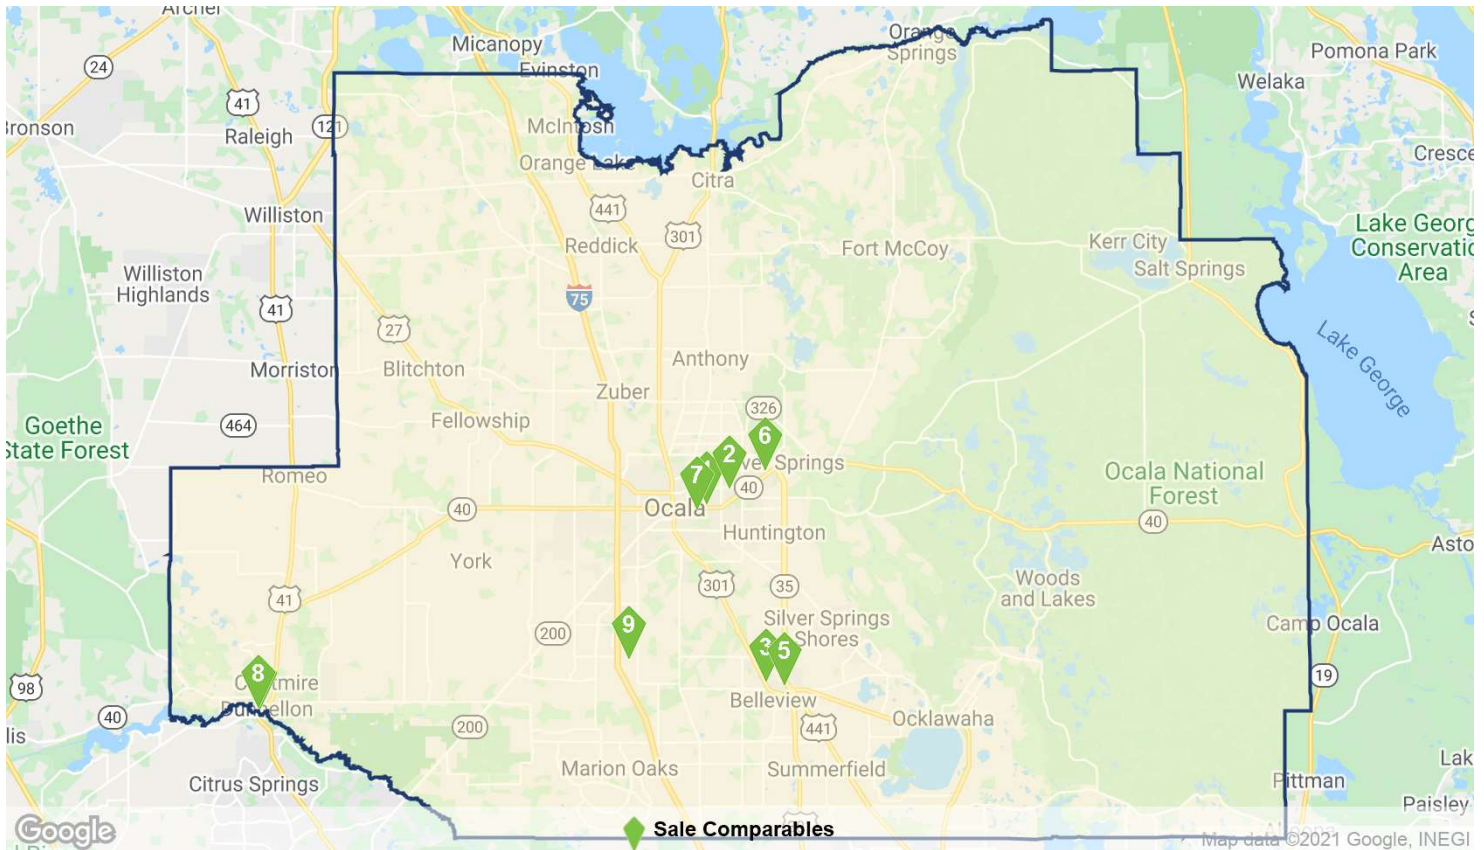 Archer
Micanopy
Orange
Springs
Pomona Park
24
Evinston
Welaka
41
121
Bronson
Raleigh
McIntosh
Orange Lake
Citra
Williston
441
301
Reddick
Fort McCoy
Kerr City
Salt Springs
Lake George
Williston
Highlands
41
75
27
Anthony
Morriston
Blitchton
Zuber
Lake George
Conservation
Area
464
Fellowship
326
Goethe
State Forest
6
2
Silver Springs
Romeo
7
40
Ocala National
Forest
40
Ocala
40
Huntington
York
301
35
Woods
and Lakes
41
200
9
Silver Springs
Shores
Camp Ocala
3
5
8
98
19
Belleview
Dunnellon
40
200
441
Ocklawaha
Citrus Springs
Marion Oaks
Summerfield
Pittman
Paisley
Google
Sale Comparables
Map data ©2021 Google, INEGI